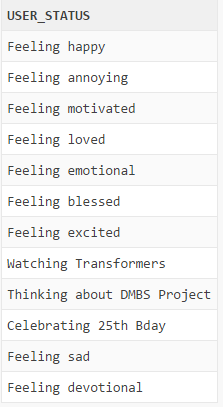 USER_STATUS
Feeling happy
Feeling annoying
Feeling motivated
Feeling loved
Feeling emotional
Feeling blessed
Feeling excited
Watching Transformers
Thinking about DMBS Project
Celebrating 25th Bday
Feeling sad
Feeling devotional